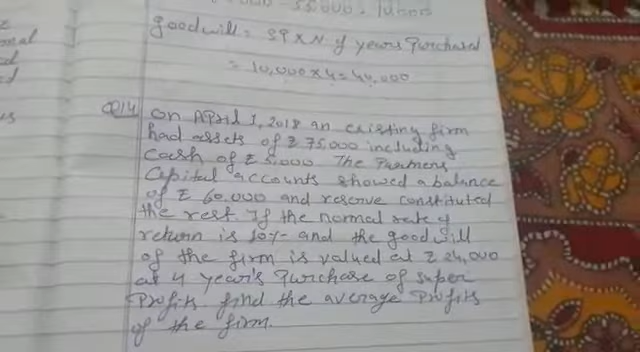 goodwill = SP x N of years Purchased
= 10,000 x 4 = 40,000
Q14 On April 1, 2018 an existing firm
had assets of ₹ 75,000 including
Cash of ₹ 5,000 The Partners
Capital accounts showed a balance
of ₹ 60,000 and reserve constituted
the rest If the normal rate of
return is 10% and the goodwill
of the firm is valued at ₹ 24,000
at 4 year's Purchase of super
Profits find the average Profits
of the firm.